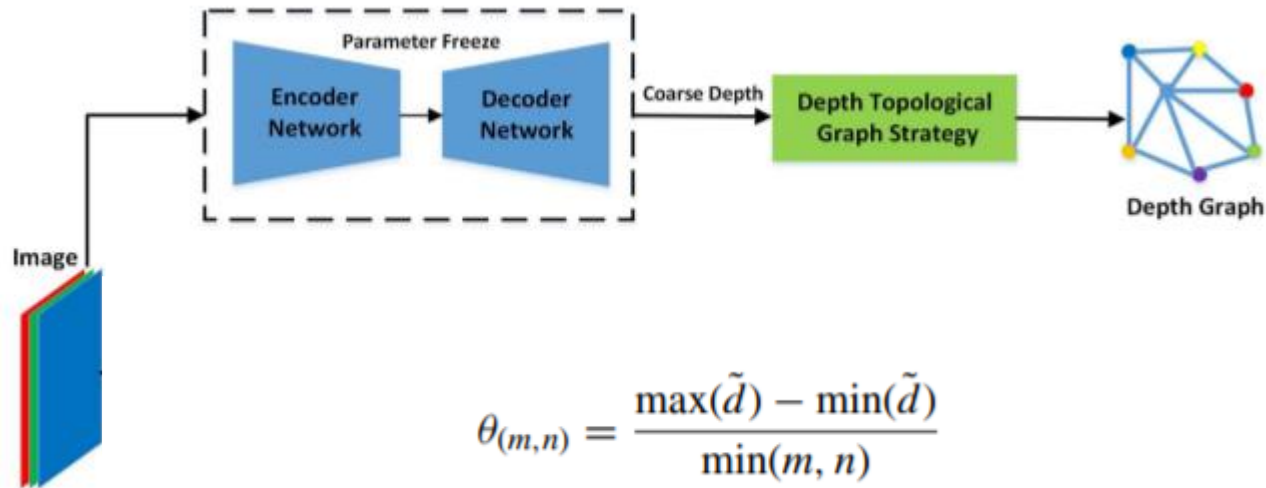 Parameter Freeze
Encoder
Network
Decoder
Network
Coarse Depth
Depth Topological
Graph Strategy
Depth Graph
Image
θ(m,n) = max(d̃) − min(d̃) / min(m, n)